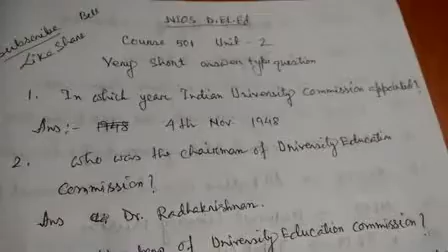 Subscribe Bell
Like Share
NIOS D.El.Ed
Course 501 Unit - 2
Very short answer type question
1. In which year Indian University Commission appointed?
Ans:- 4th Nov. 1948
2. Who was the chairman of University Education
Commission?
Ans Dr. Radhakrishnan.
of University Education Commission?